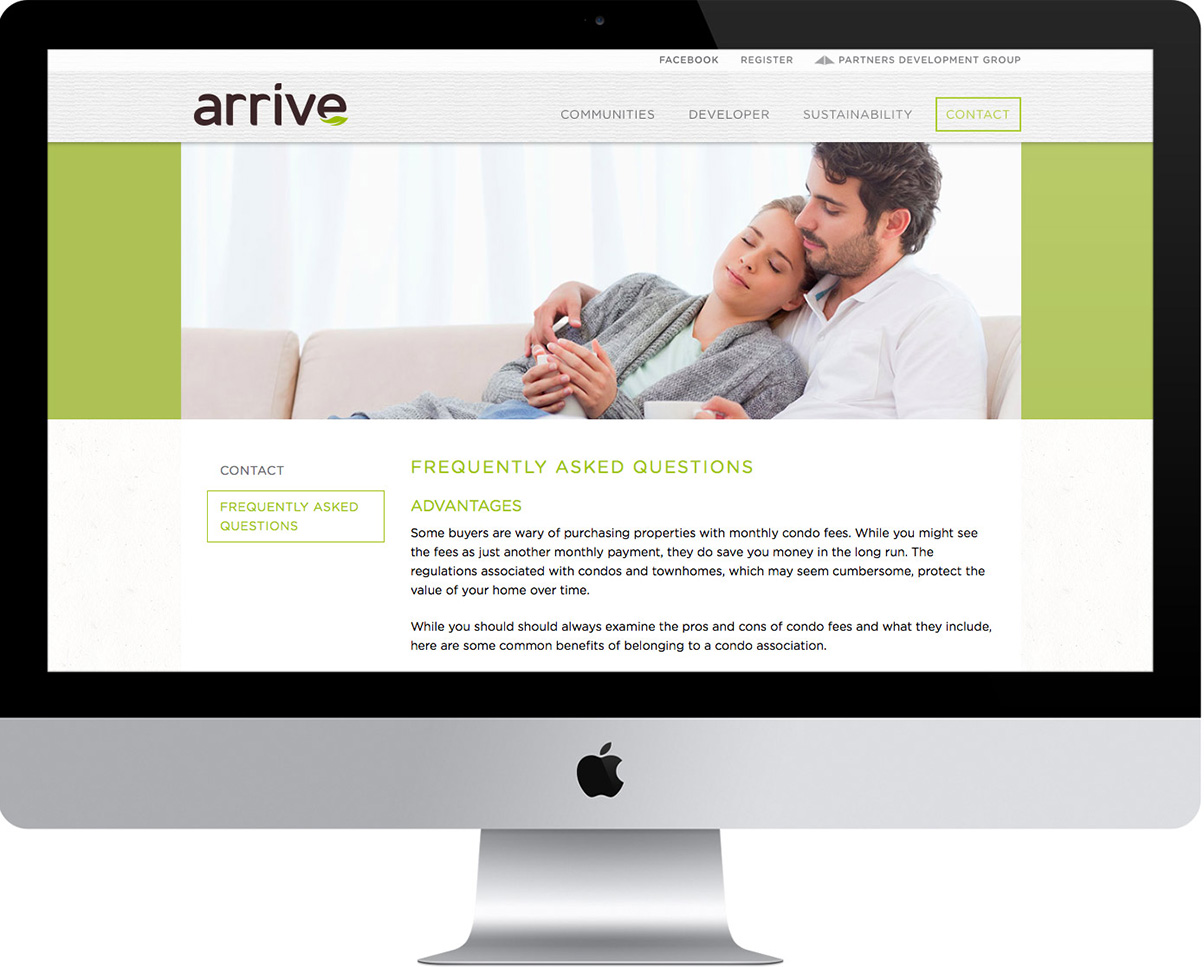 FACEBOOK REGISTER PARTNERS DEVELOPMENT GROUP
arrive
COMMUNITIES DEVELOPER SUSTAINABILITY CONTACT
CONTACT
FREQUENTLY ASKED
QUESTIONS
FREQUENTLY ASKED QUESTIONS
ADVANTAGES
Some buyers are wary of purchasing properties with monthly condo fees. While you might see
the fees as just another monthly payment, they do save you money in the long run. The
regulations associated with condos and townhomes, which may seem cumbersome, protect the
value of your home over time.
While you should should always examine the pros and cons of condo fees and what they include,
here are some common benefits of belonging to a condo association.